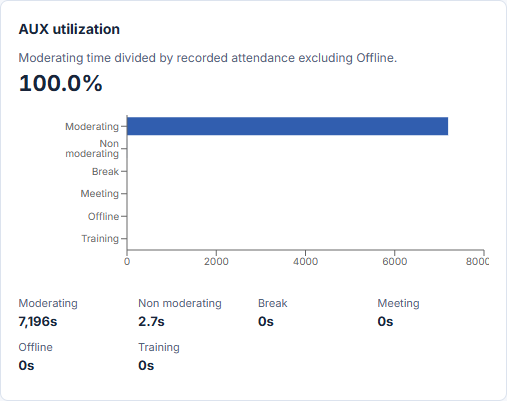 AUX utilization
Moderating time divided by recorded attendance excluding Offline.
100.0%
Moderating
Non
moderating
Break
Meeting
Offline
Training
0 2000 4000 6000 8000
Moderating Non moderating Break Meeting
7,196s 2.7s 0s 0s
Offline Training
0s 0s